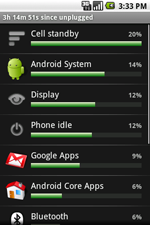 3:33 PM
3h 14m 51s since unplugged
Cell standby 20%
Android System 14%
Display 12%
Phone idle 12%
Google Apps 9%
Android Core Apps 6%
Bluetooth 6%